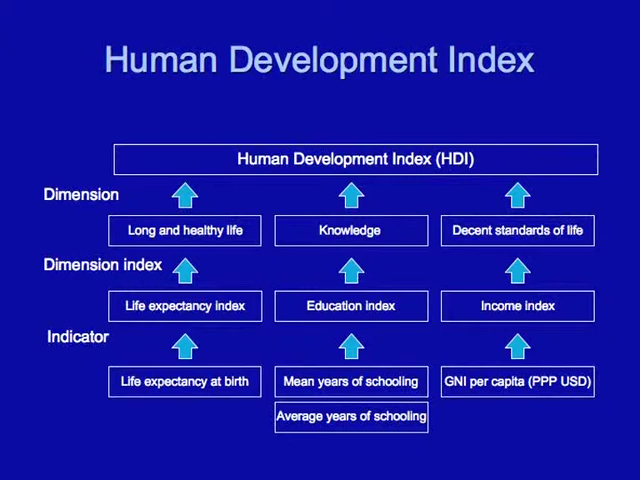 Human Development Index
Human Development Index (HDI)
Dimension
Long and healthy life
Knowledge
Decent standards of life
Dimension index
Life expectancy index
Education index
Income index
Indicator
Life expectancy at birth
Mean years of schooling
GNI per capita (PPP USD)
Average years of schooling